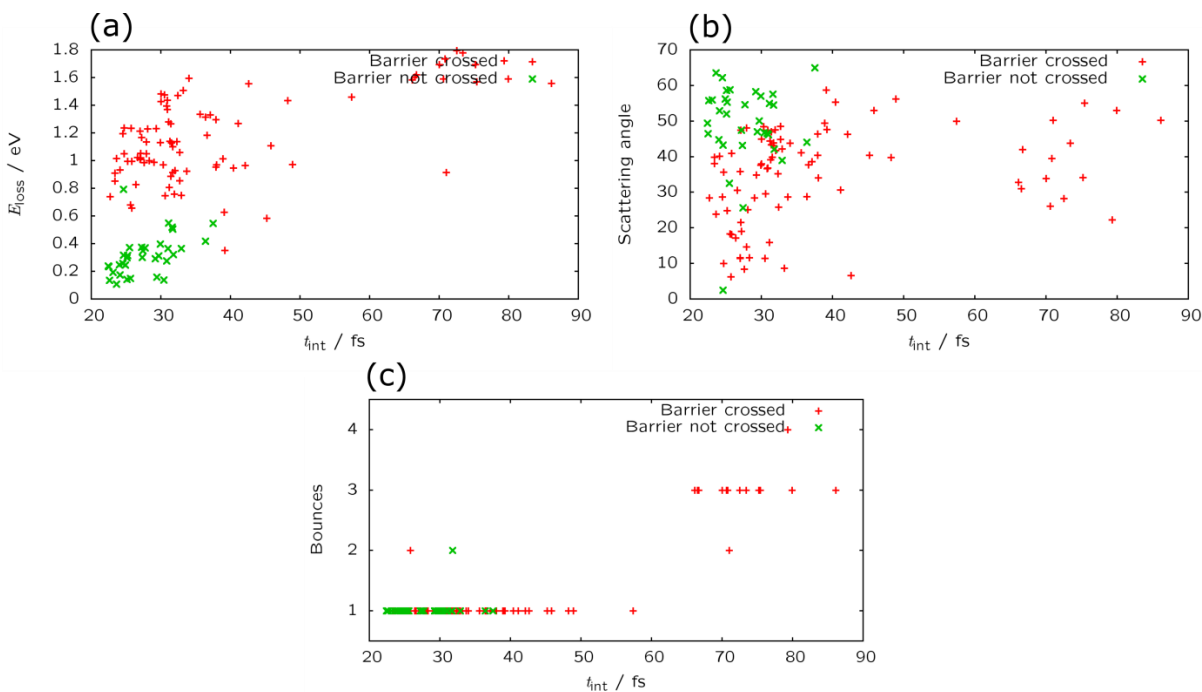 (a)
1.8
1.6
1.4
1.2
1
0.8
0.6
0.4
0.2
0
E_loss / eV
Barrier crossed
Barrier not crossed
20 30 40 50 60 70 80 90
t_int / fs
(b)
70
60
50
40
30
20
10
0
Scattering angle
Barrier crossed
Barrier not crossed
20 30 40 50 60 70 80 90
t_int / fs
(c)
4
3
2
1
Bounces
Barrier crossed
Barrier not crossed
20 30 40 50 60 70 80 90
t_int / fs